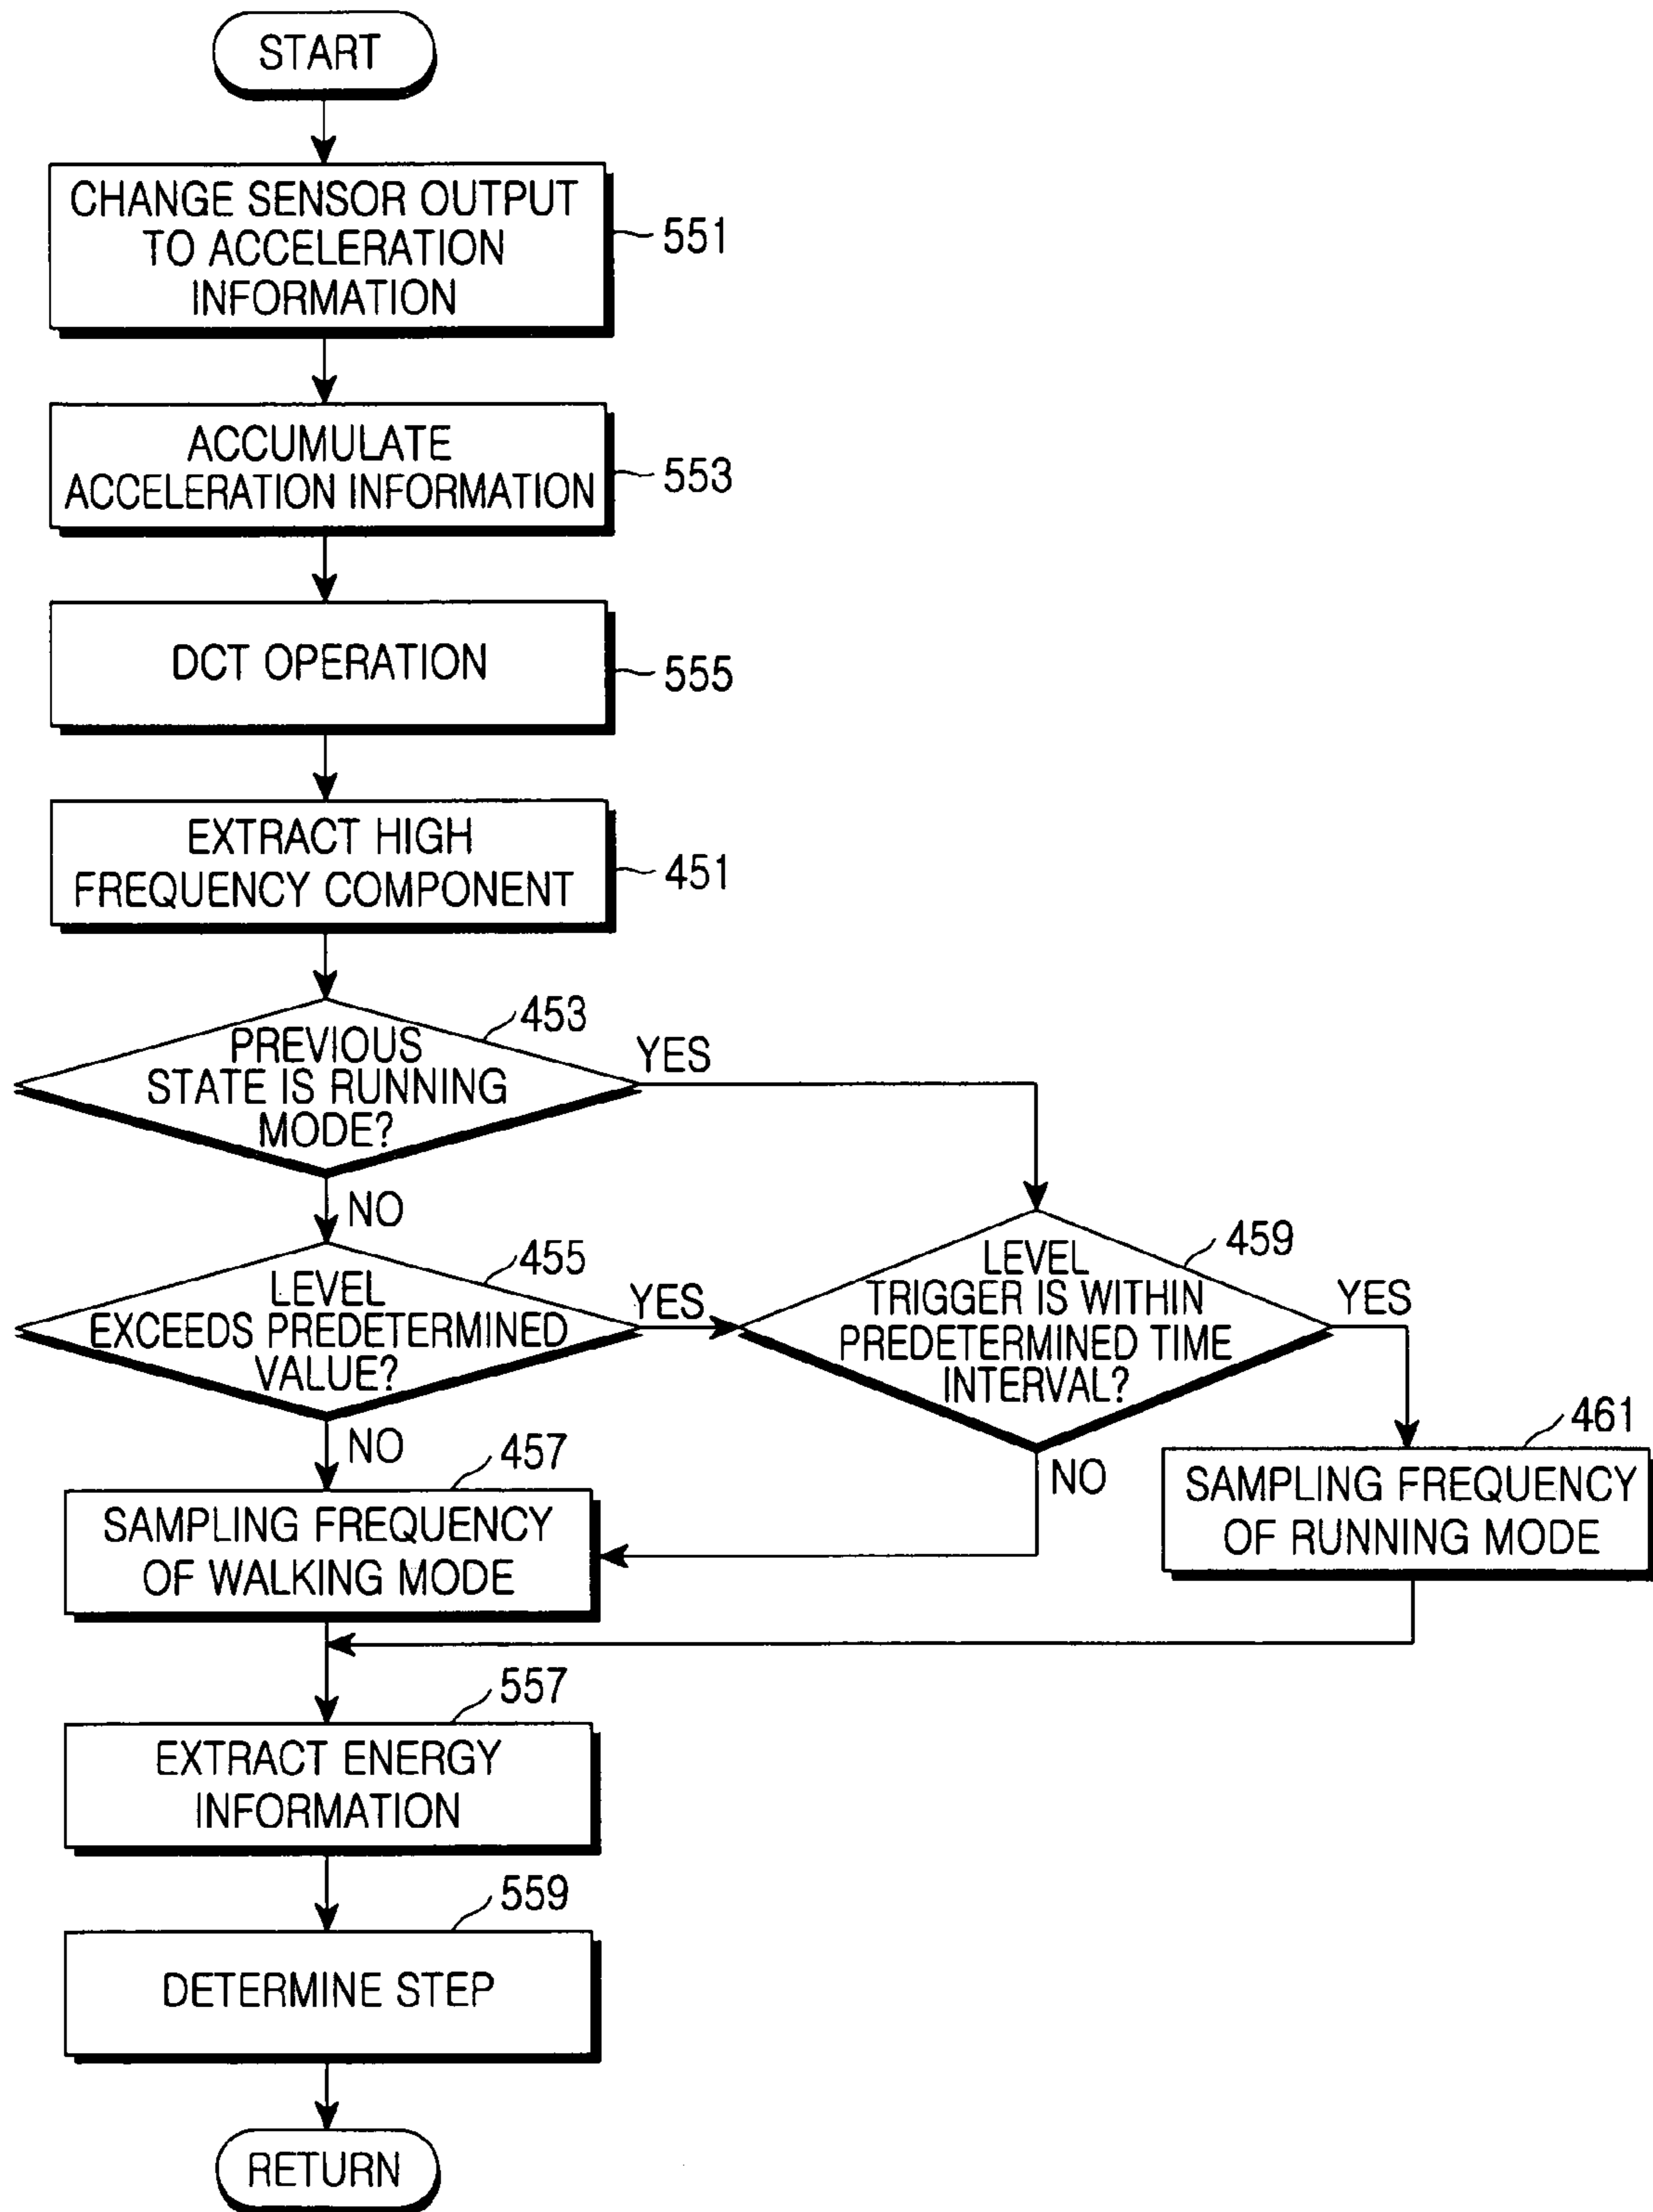 START
CHANGE SENSOR OUTPUT
TO ACCELERATION
INFORMATION
551
ACCUMULATE
ACCELERATION INFORMATION
553
DCT OPERATION
555
EXTRACT HIGH
FREQUENCY COMPONENT
451
453
PREVIOUS
STATE IS RUNNING
MODE?
YES
NO
455
LEVEL
EXCEEDS PREDETERMINED
VALUE?
YES
NO
459
LEVEL
TRIGGER IS WITHIN
PREDETERMINED TIME
INTERVAL?
YES
NO
457
SAMPLING FREQUENCY
OF WALKING MODE
461
SAMPLING FREQUENCY
OF RUNNING MODE
557
EXTRACT ENERGY
INFORMATION
559
DETERMINE STEP
RETURN